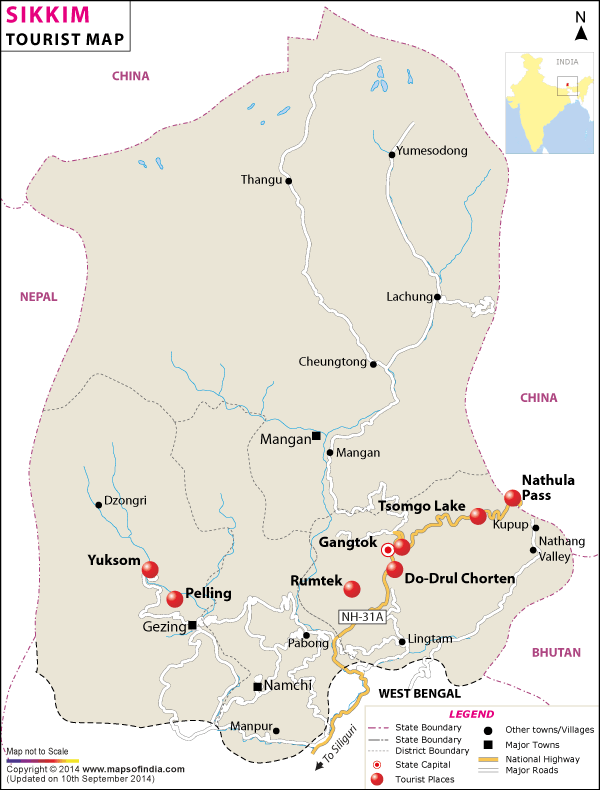 SIKKIM
TOURIST MAP
N
INDIA
CHINA
Yumesodong
Thangu
NEPAL
Lachung
Cheungtong
CHINA
Mangan
Mangan
Nathula
Pass
Dzongri
Tsomgo Lake
Kupup
Gangtok
Nathang
Valley
Yuksom
Do-Drul Chorten
Rumtek
Pelling
NH-31A
Gezing
Pabong
Lingtam
BHUTAN
Namchi
WEST BENGAL
Manpur
To Siliguri
LEGEND
State Boundary
State Boundary
District Boundary
State Capital
Tourist Places
Other towns/Villages
Major Towns
National Highway
Major Roads
Map not to Scale
Copyright © 2014 www.mapsofindia.com
(Updated on 10th September 2014)